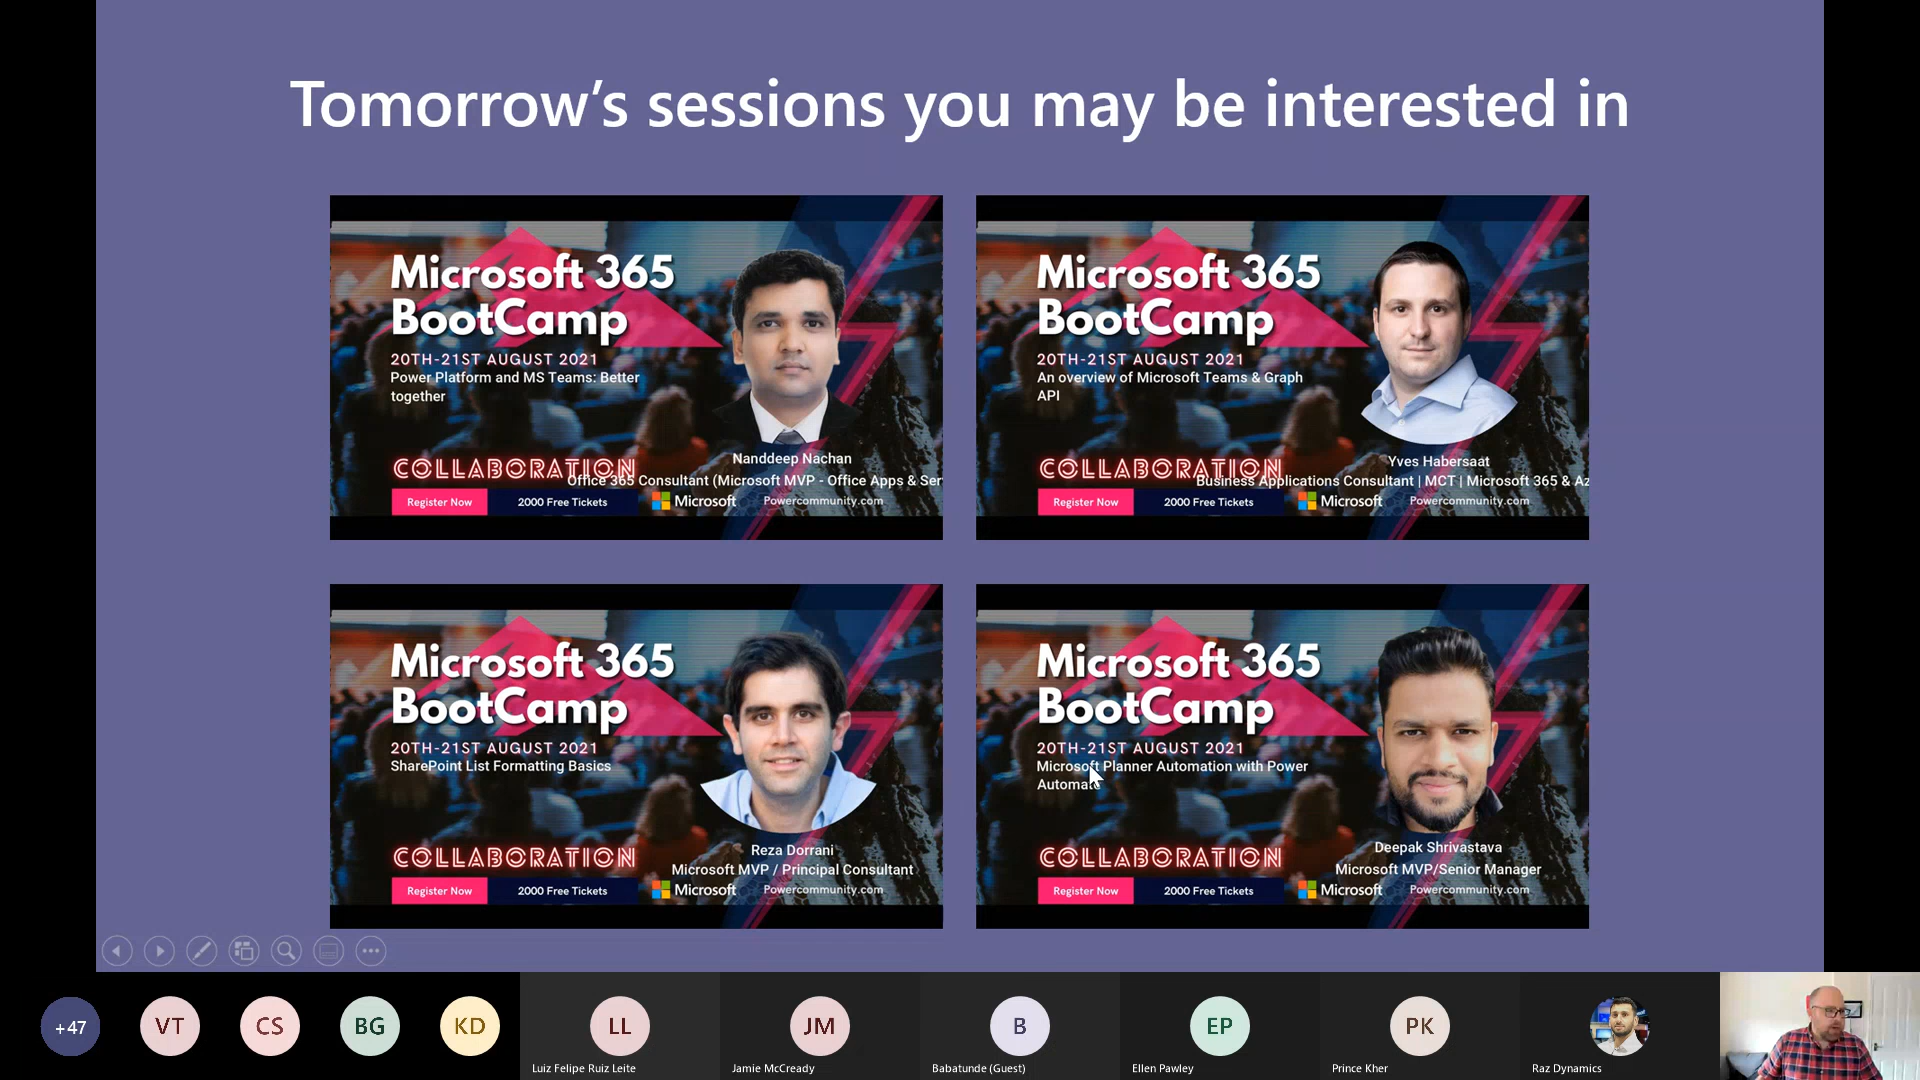 Tomorrow’s sessions you may be interested in
Microsoft 365
BootCamp
20TH-21ST AUGUST 2021
Power Platform and MS Teams: Better
together
Nanddeep Nachan
COLLABORATION
Office 365 Consultant (Microsoft MVP - Office Apps & Ser
Register Now
2000 Free Tickets
Microsoft
Powercommunity.com
Microsoft 365
BootCamp
20TH-21ST AUGUST 2021
An overview of Microsoft Teams & Graph
API
Yves Habersaat
COLLABORATION
Business Applications Consultant | MCT | Microsoft 365 & Az
Register Now
2000 Free Tickets
Microsoft
Powercommunity.com
Microsoft 365
BootCamp
20TH-21ST AUGUST 2021
SharePoint List Formatting Basics
Reza Dorrani
COLLABORATION
Microsoft MVP / Principal Consultant
Register Now
2000 Free Tickets
Microsoft
Powercommunity.com
Microsoft 365
BootCamp
20TH-21ST AUGUST 2021
Microsoft Planner Automation with Power
Automate
Deepak Shrivastava
COLLABORATION
Microsoft MVP/Senior Manager
Register Now
2000 Free Tickets
Microsoft
Powercommunity.com
+47
VT
CS
BG
KD
LL
Luiz Felipe Ruiz Leite
JM
Jamie McCready
B
Babatunde (Guest)
EP
Ellen Pawley
PK
Prince Kher
Raz Dynamics